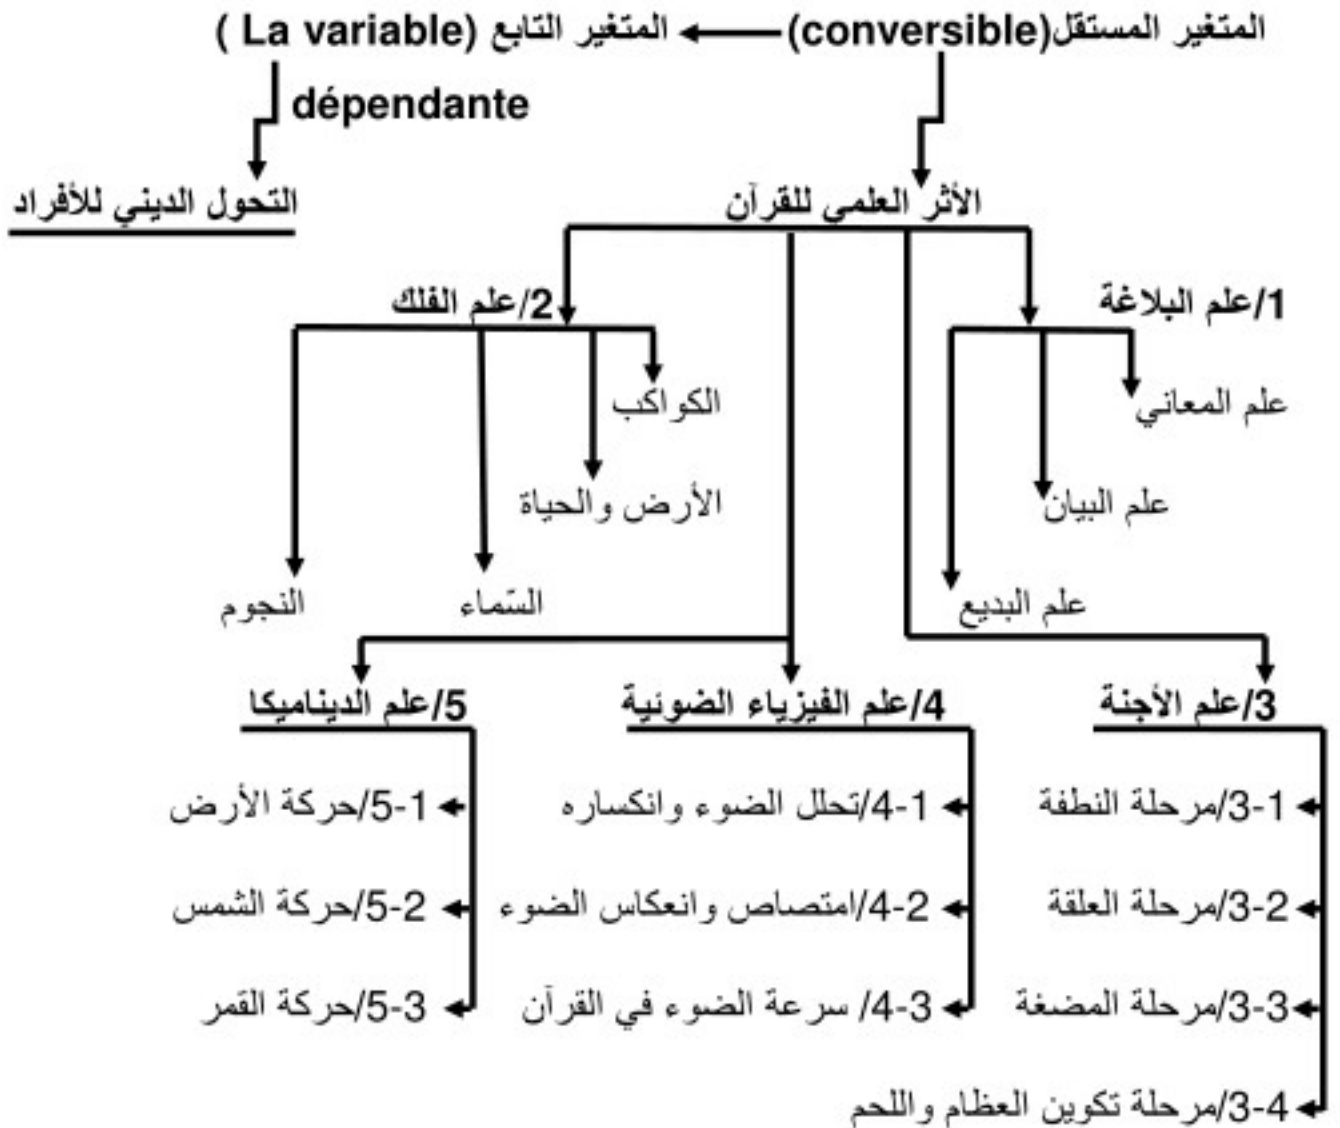 المتغير المستقل(conversible) المتغير التابع (La variable )
dépendante
الأثر العلمي للقرآن
التحول الديني للأفراد
1/علم البلاغة
علم المعاني
علم البيان
علم البديع
2/علم الفلك
الكواكب
الأرض والحياة
السّماء
النجوم
3/علم الأجنة
3-1/مرحلة النطفة
3-2/مرحلة العلقة
3-3/مرحلة المضغة
3-4/مرحلة تكوين العظام واللحم
4/علم الفيزياء الضوئية
4-1/تحلل الضوء وانكساره
4-2/امتصاص وانعكاس الضوء
4-3/ سرعة الضوء في القرآن
5/علم الديناميكا
5-1/حركة الأرض
5-2/حركة الشمس
5-3/حركة القمر